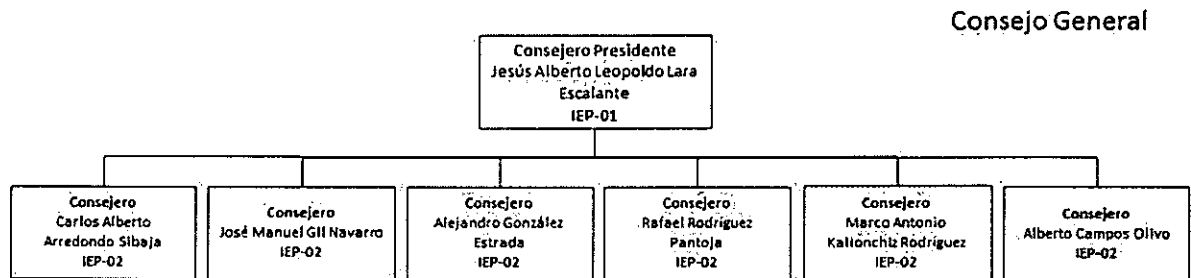 Consejo General
Consejero Presidente
Jesús Alberto Leopoldo Lara
Escalante
IEP-01
Consejero
Carlos Alberto
Arredondo Sibaja
IEP-02
Consejero
José Manuel Gil Navarro
IEP-02
Consejero
Alejandro González
Estrada
IEP-02
Consejero
Rafael Rodríguez
Pantoja
IEP-02
Consejero
Marco Antonio
Kalionchiz Rodríguez
IEP-02
Consejero
Alberto Campos Olivo
IEP-02